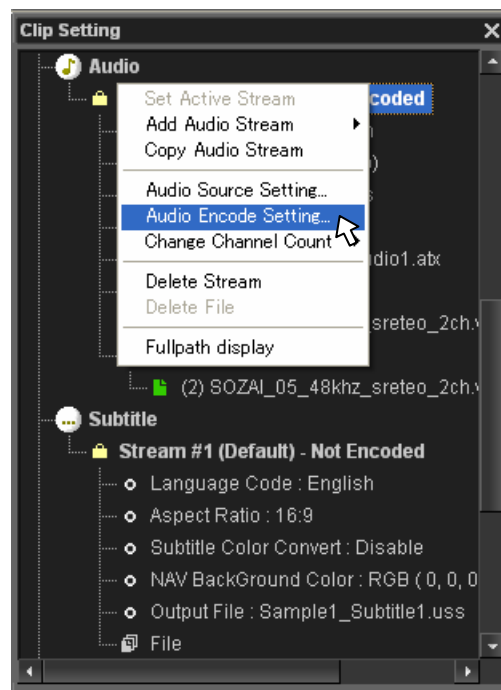 Clip Setting
Audio
coded
Set Active Stream
Add Audio Stream
Copy Audio Stream
Audio Source Setting...
Audio Encode Setting...
Change Channel Count
dio1.abx
Delete Stream
Delete File
sreteo_2ch.
Fullpath display
(2) SOZAI_05_48khz_sreteo_2ch.
Subtitle
Stream #1 (Default) - Not Encoded
Language Code : English
Aspect Ratio : 16:9
Subtitle Color Convert : Disable
NAV BackGround Color : RGB ( 0, 0, 0
Output File : Sample1_Subtitle1.uss
File